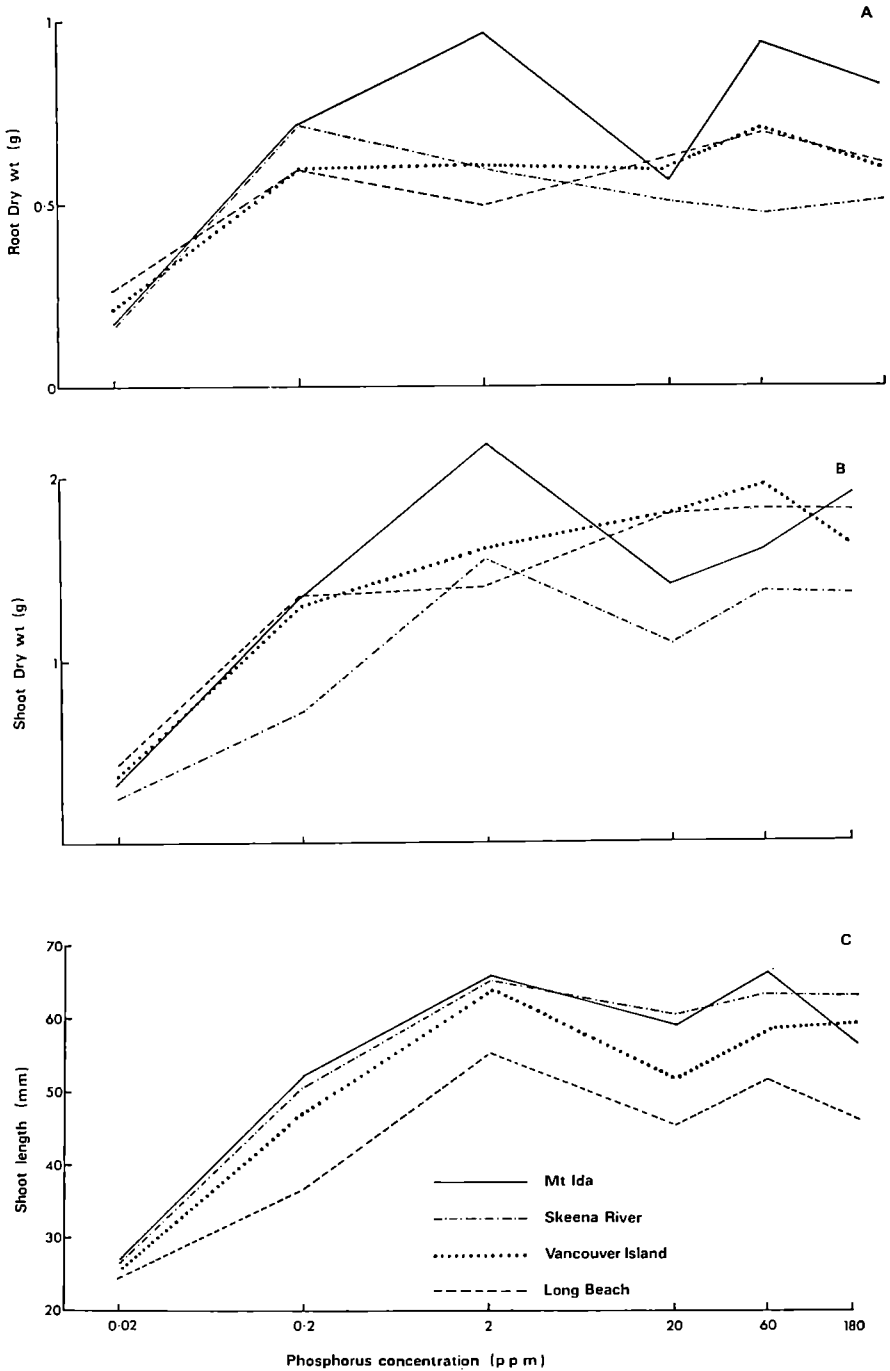 A
1
0·5
0
Root Dry wt (g)
B
2
1
Shoot Dry wt (g)
C
70
60
50
40
30
20
Shoot length (mm)
Mt Ida
Skeena River
Vancouver Island
Long Beach
0·02 0·2 2 20 60 180
Phosphorus concentration (ppm)